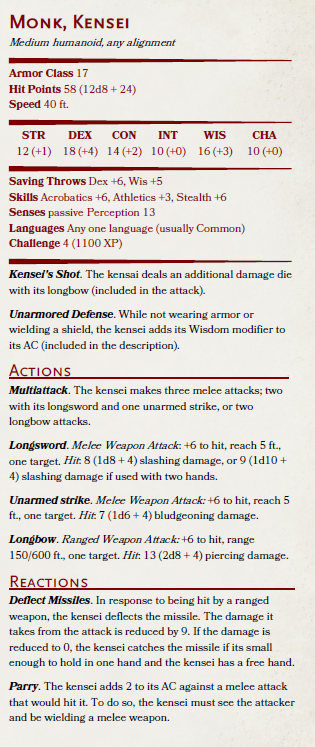 Monk, Kensei
Medium humanoid, any alignment
Armor Class 17
Hit Points 58 (12d8 + 24)
Speed 40 ft.
STR DEX CON INT WIS CHA
12 (+1) 18 (+4) 14 (+2) 10 (+0) 16 (+3) 10 (+0)
Saving Throws Dex +6, Wis +5
Skills Acrobatics +6, Athletics +3, Stealth +6
Senses passive Perception 13
Languages Any one language (usually Common)
Challenge 4 (1100 XP)
Kensei's Shot. The kensai deals an additional damage die
with its longbow (included in the attack).
Unarmored Defense. While not wearing armor or
wielding a shield, the kensei adds its Wisdom modifier to
its AC (included in the description).
Actions
Multiattack. The kensei makes three melee attacks; two
with its longsword and one unarmed strike, or two
longbow attacks.
Longsword. Melee Weapon Attack: +6 to hit, reach 5 ft.,
one target. Hit: 8 (1d8 + 4) slashing damage, or 9 (1d10 +
4) slashing damage if used with two hands.
Unarmed strike. Melee Weapon Attack: +6 to hit, reach 5
ft., one target. Hit: 7 (1d6 + 4) bludgeoning damage.
Longbow. Ranged Weapon Attack: +6 to hit, range
150/600 ft., one target. Hit: 13 (2d8 + 4) piercing damage.
Reactions
Deflect Missiles. In response to being hit by a ranged
weapon, the kensei deflects the missile. The damage it
takes from the attack is reduced by 9. If the damage is
reduced to 0, the kensei catches the missile if its small
enough to hold in one hand and the kensei has a free hand.
Parry. The kensei adds 2 to its AC against a melee attack
that would hit it. To do so, the kensei must see the attacker
and be wielding a melee weapon.